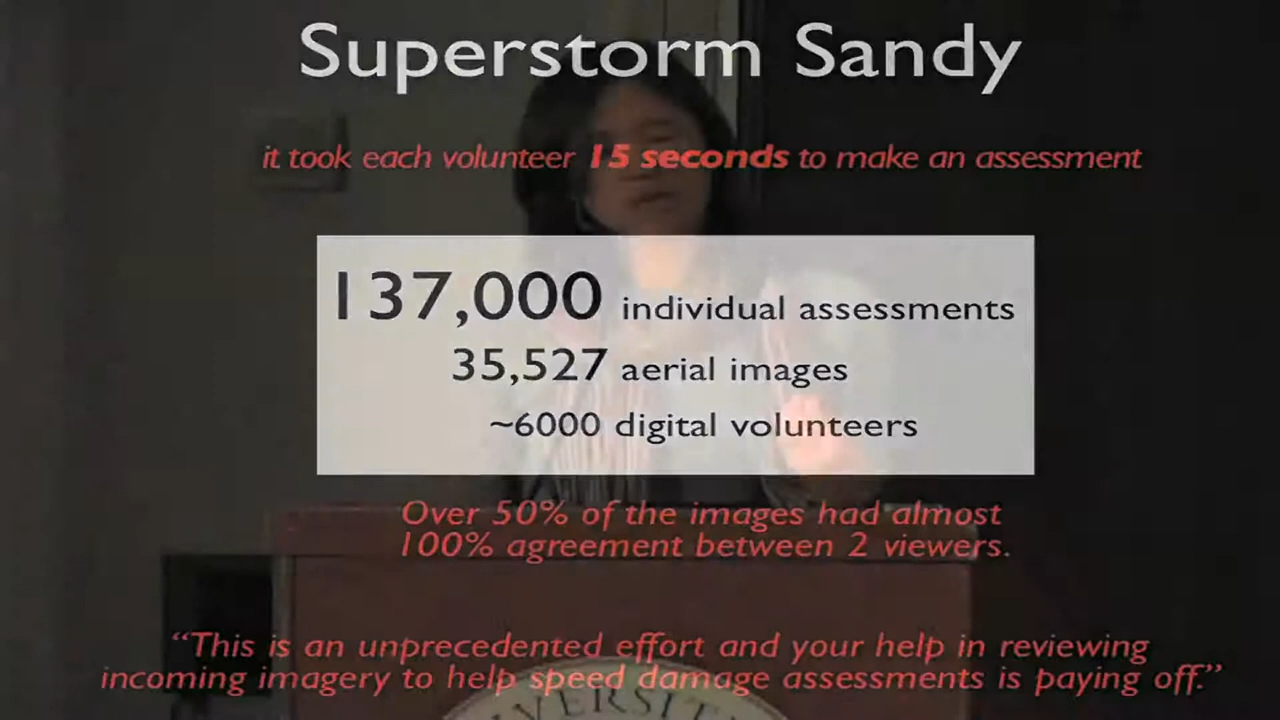 Superstorm Sandy
it took each volunteer 15 seconds to make an assessment
137,000 individual assessments
35,527 aerial images
~6000 digital volunteers
Over 50% of the images had almost
100% agreement between 2 viewers.
“This is an unprecedented effort and your help in reviewing
incoming imagery to help speed damage assessments is paying off.”